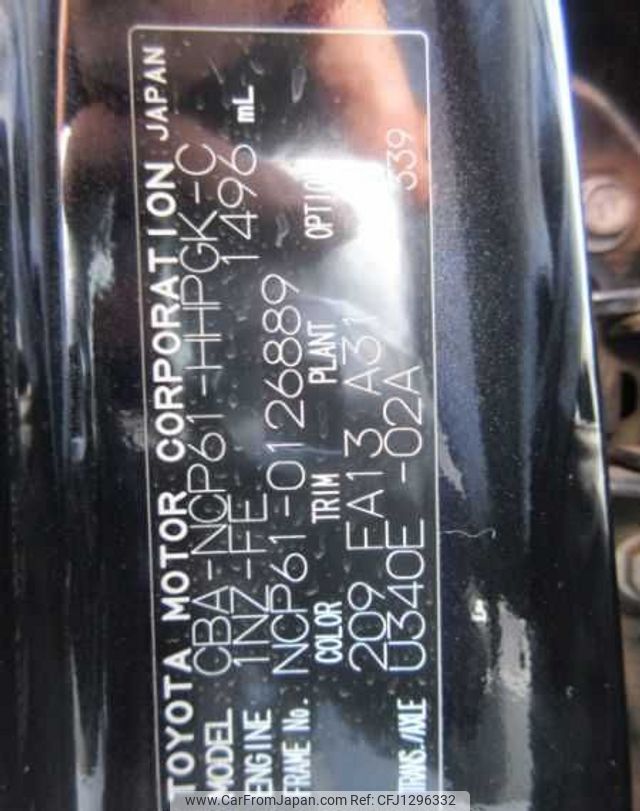 TOYOTA MOTOR CORPORATION JAPAN
MODEL CBA-NCP61-HHPGK-C
ENGINE 1NZ-FE 1496 mL
FRAME No. NCP61-0126889
COLOR TRIM PLANT OPTION
209 FA13 A31 339
TRANS./AXLE U340E -02A
www.CarFromJapan.com | CFJ1296332